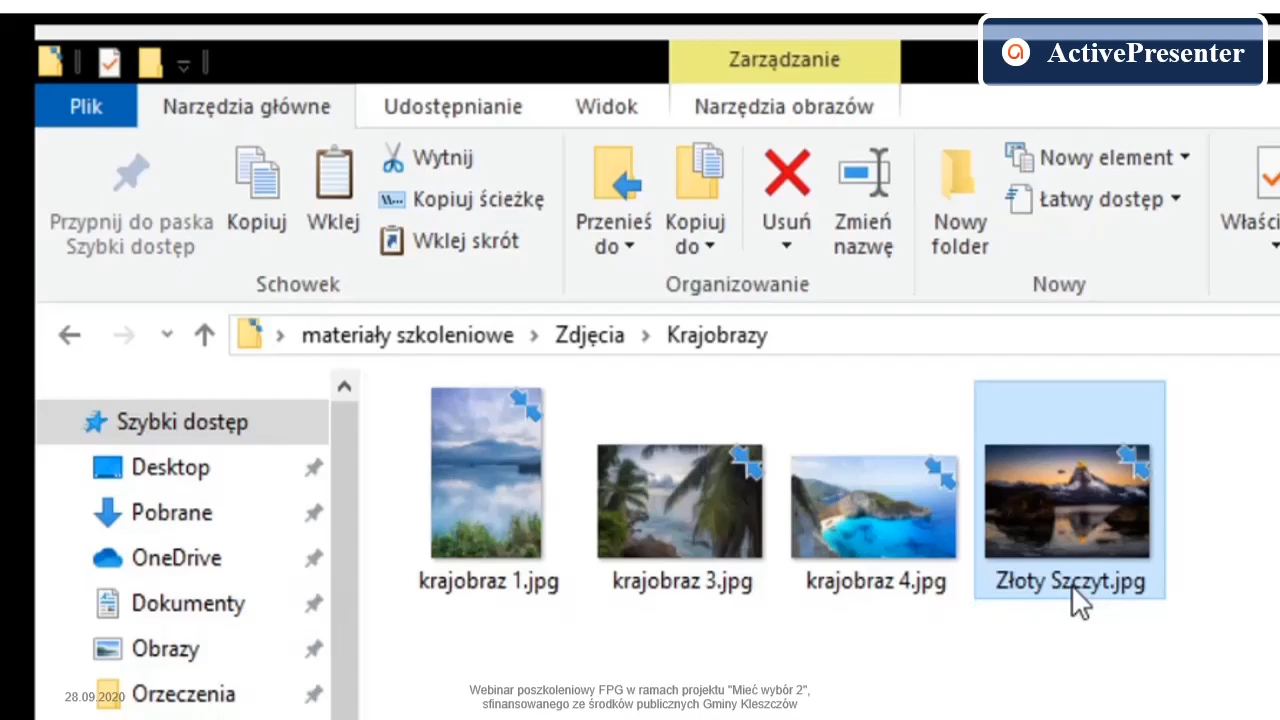 Zarządzanie
ActivePresenter
Plik
Narzędzia główne
Udostępnianie
Widok
Narzędzia obrazów
Przypnij do paska
Szybki dostęp
Kopiuj
Wklej
Wytnij
Kopiuj ścieżkę
Wklej skrót
Schowek
Przenieś
do
Kopiuj
do
Usuń
Zmień
nazwę
Organizowanie
Nowy
folder
Nowy element
Łatwy dostęp
Nowy
Właści
materiały szkoleniowe
Zdjęcia
Krajobrazy
Szybki dostęp
Desktop
Pobrane
OneDrive
Dokumenty
Obrazy
Orzeczenia
krajobraz 1.jpg
krajobraz 3.jpg
krajobraz 4.jpg
Złoty Szczyt.jpg
28.09.2020
Webinar poszkoleniowy FPG w ramach projektu "Mieć wybór 2",
sfinansowanego ze środków publicznych Gminy Kleszczów